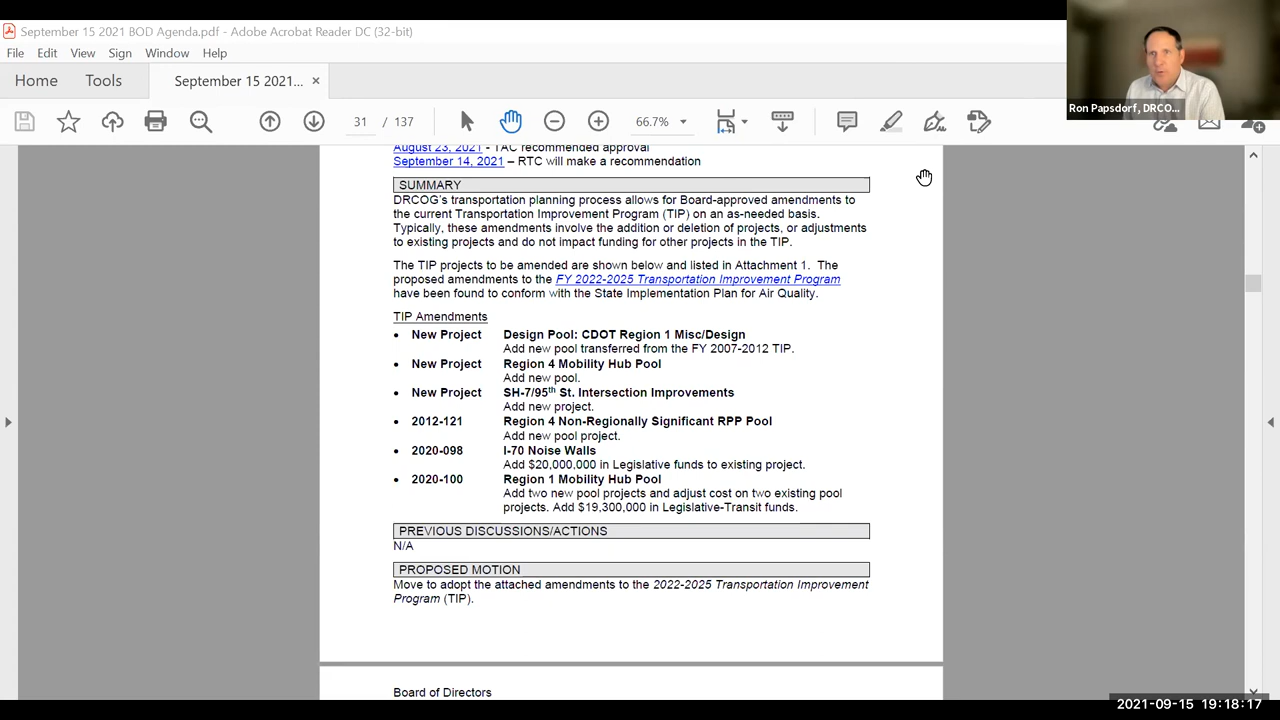 September 15 2021 BOD Agenda.pdf - Adobe Acrobat Reader DC (32-bit)
File Edit View Sign Window Help
Home Tools September 15 2021... ×
31 / 137 66.7%
Ron Papsdorf, DRCO...
August 23, 2021 - TAC recommended approval
September 14, 2021 – RTC will make a recommendation
SUMMARY
DRCOG's transportation planning process allows for Board-approved amendments to
the current Transportation Improvement Program (TIP) on an as-needed basis.
Typically, these amendments involve the addition or deletion of projects, or adjustments
to existing projects and do not impact funding for other projects in the TIP.
The TIP projects to be amended are shown below and listed in Attachment 1. The
proposed amendments to the FY 2022-2025 Transportation Improvement Program
have been found to conform with the State Implementation Plan for Air Quality.
TIP Amendments
• New Project Design Pool: CDOT Region 1 Misc/Design
Add new pool transferred from the FY 2007-2012 TIP.
• New Project Region 4 Mobility Hub Pool
Add new pool.
• New Project SH-7/95th St. Intersection Improvements
Add new project.
• 2012-121 Region 4 Non-Regionally Significant RPP Pool
Add new pool project.
• 2020-098 I-70 Noise Walls
Add $20,000,000 in Legislative funds to existing project.
• 2020-100 Region 1 Mobility Hub Pool
Add two new pool projects and adjust cost on two existing pool
projects. Add $19,300,000 in Legislative-Transit funds.
PREVIOUS DISCUSSIONS/ACTIONS
N/A
PROPOSED MOTION
Move to adopt the attached amendments to the 2022-2025 Transportation Improvement
Program (TIP).
Board of Directors
2021-09-15 19:18:17